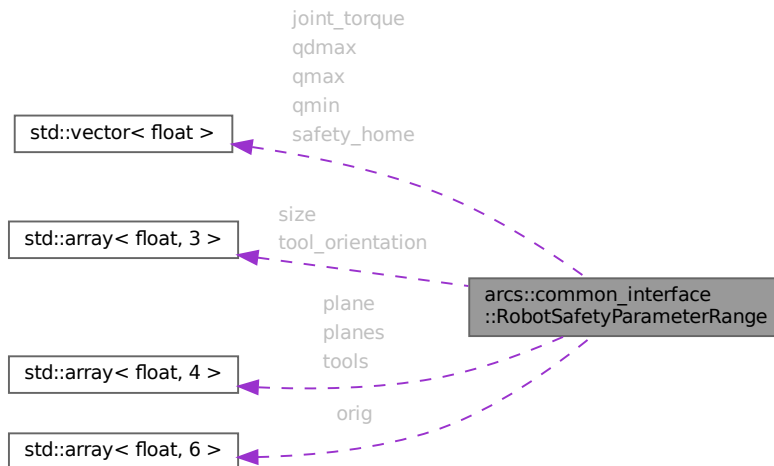 joint_torque
qdmax
qmax
qmin
safety_home
std::vector< float >
size
tool_orientation
std::array< float, 3 >
arcs::common_interface
::RobotSafetyParameterRange
plane
planes
tools
std::array< float, 4 >
orig
std::array< float, 6 >